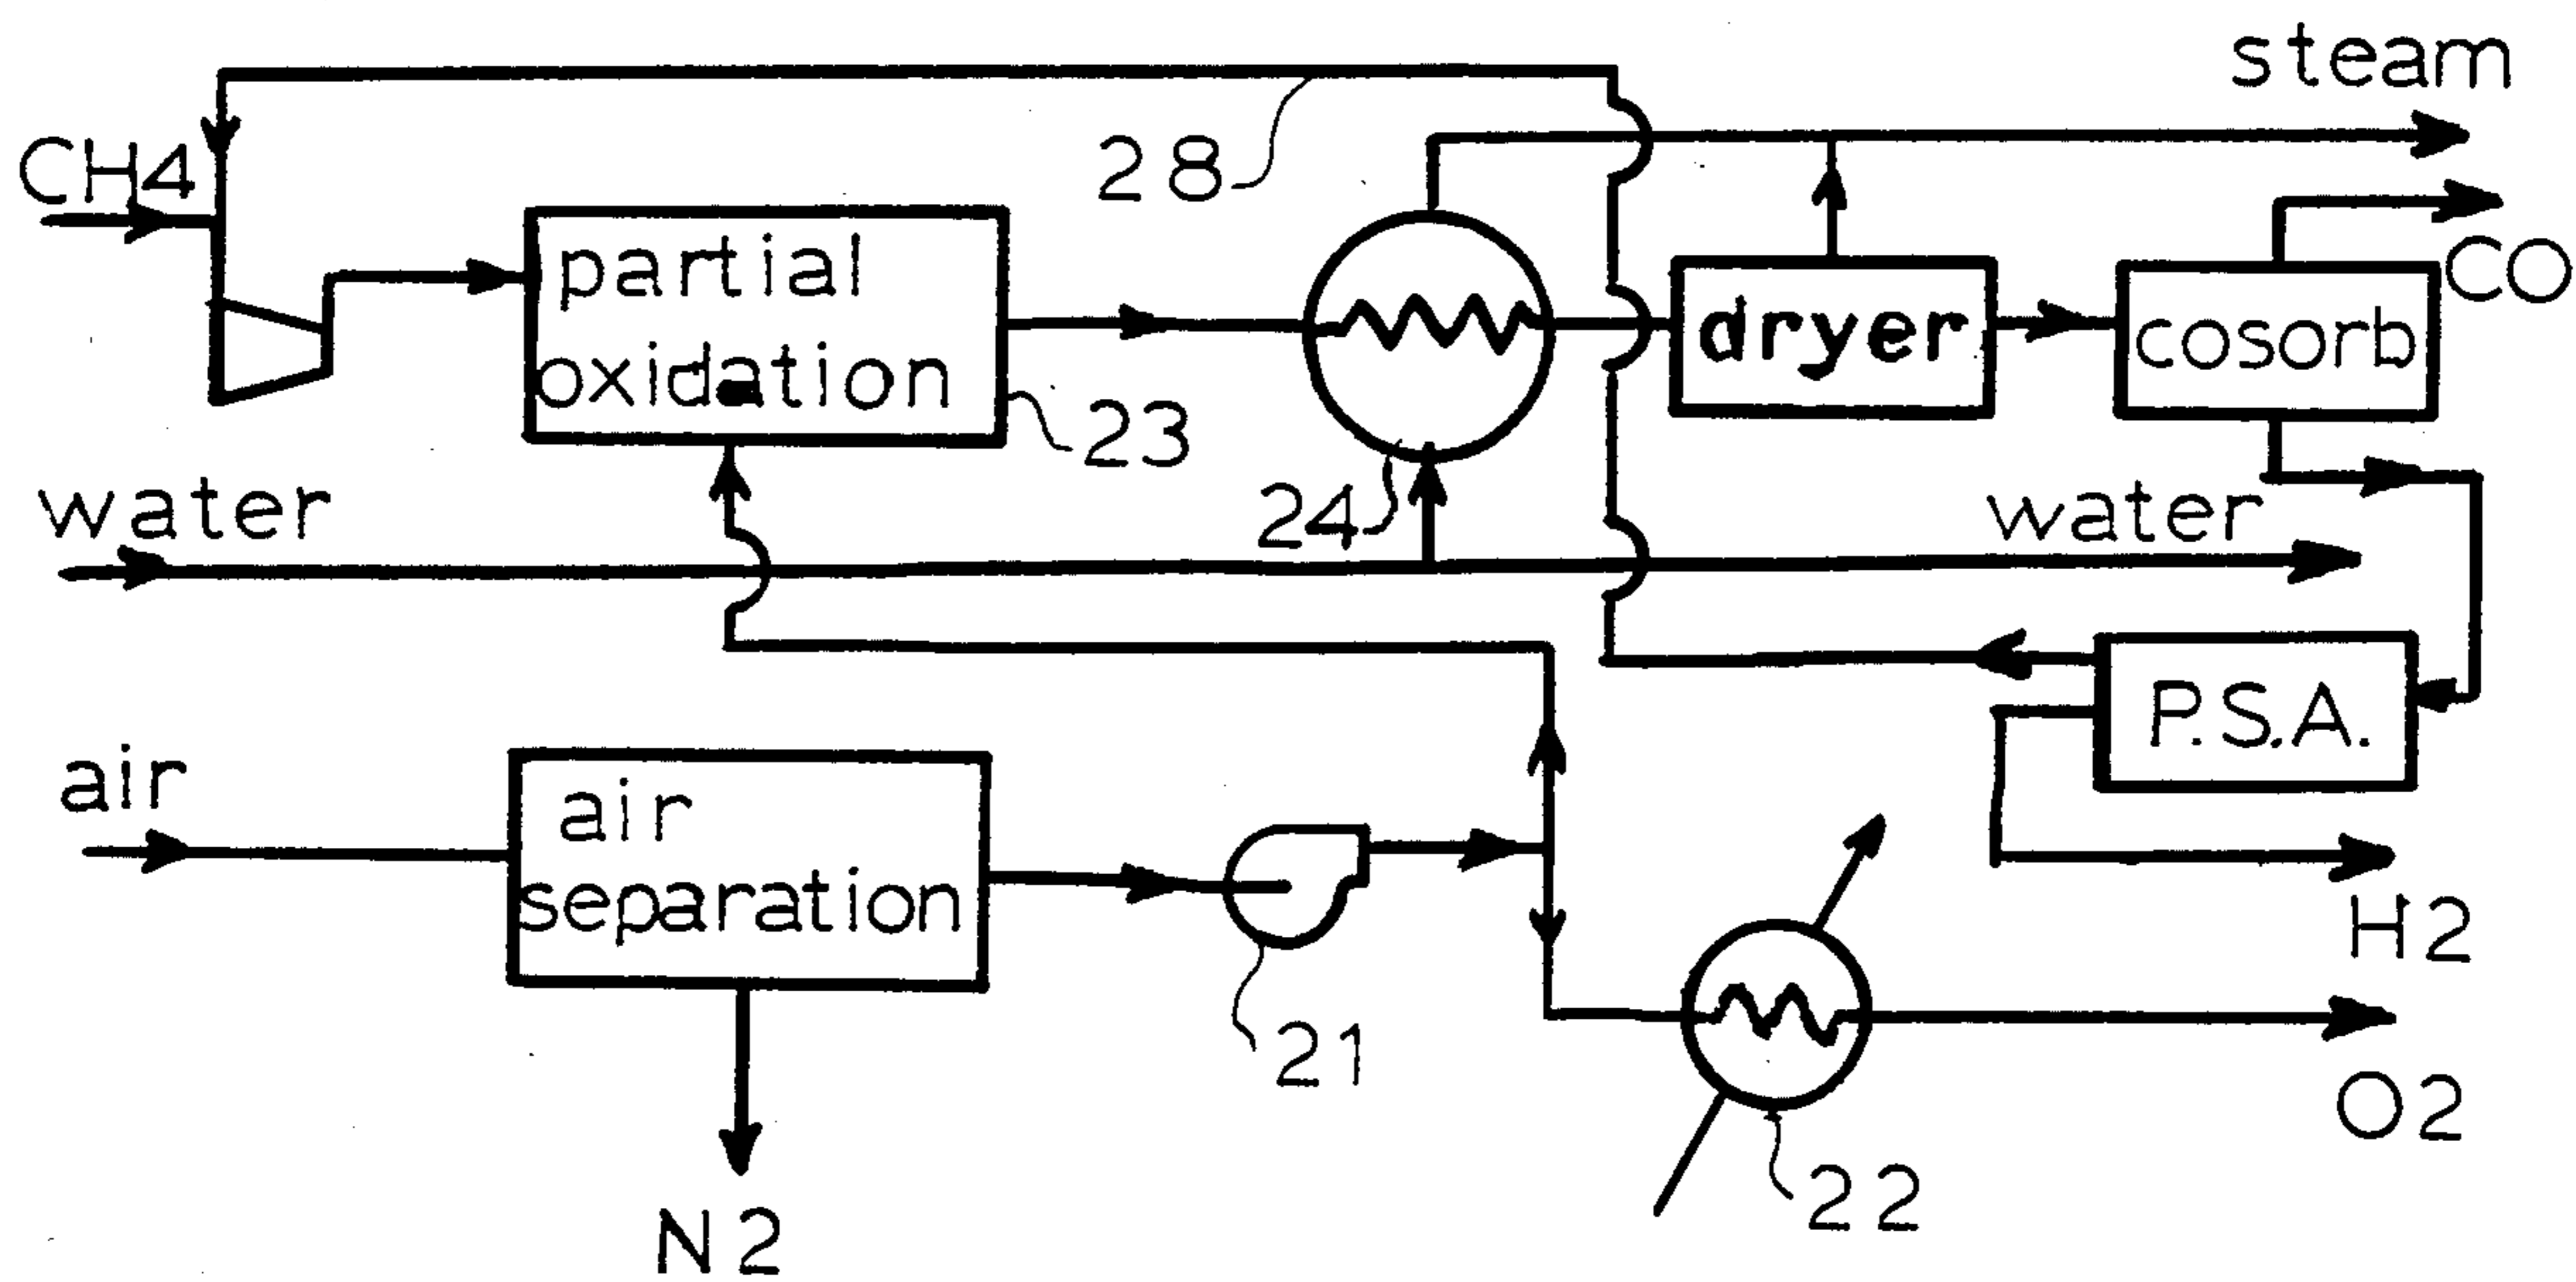 steam
CH4
28
CO
partial
oxidation
dryer
cosorb
23
24
water
water
P.S.A.
air
air
separation
H2
21
O2
22
N2